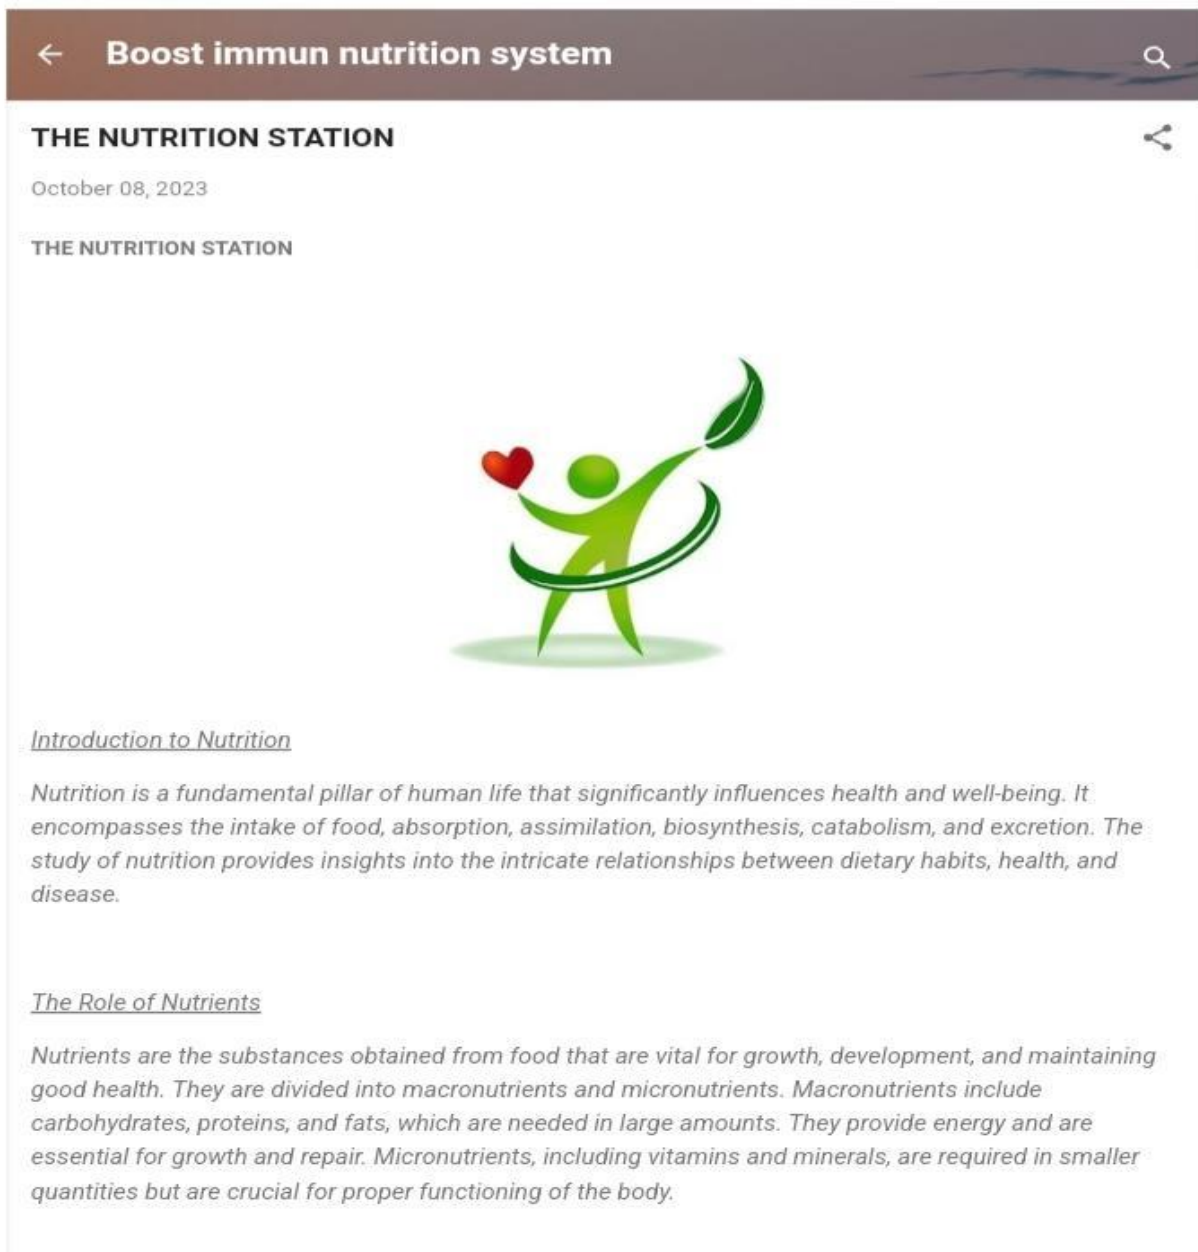 Boost immun nutrition system
THE NUTRITION STATION
October 08, 2023
THE NUTRITION STATION
Introduction to Nutrition
Nutrition is a fundamental pillar of human life that significantly influences health and well-being. It
encompasses the intake of food, absorption, assimilation, biosynthesis, catabolism, and excretion. The
study of nutrition provides insights into the intricate relationships between dietary habits, health, and
disease.
The Role of Nutrients
Nutrients are the substances obtained from food that are vital for growth, development, and maintaining
good health. They are divided into macronutrients and micronutrients. Macronutrients include
carbohydrates, proteins, and fats, which are needed in large amounts. They provide energy and are
essential for growth and repair. Micronutrients, including vitamins and minerals, are required in smaller
quantities but are crucial for proper functioning of the body.